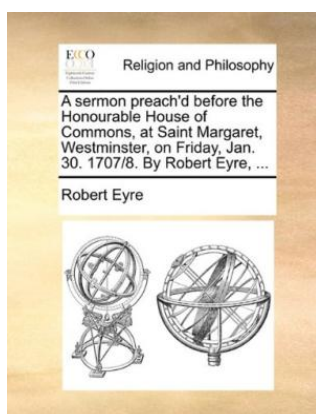 ECCO
Religion and Philosophy
A sermon preach'd before the
Honourable House of
Commons, at Saint Margaret,
Westminster, on Friday, Jan.
30. 1707/8. By Robert Eyre, ...
Robert Eyre